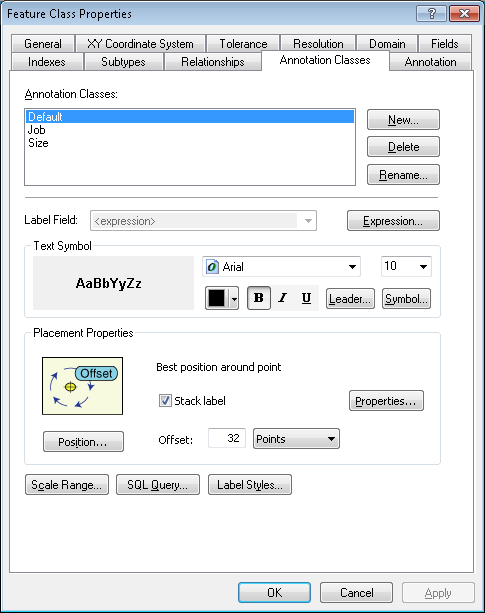 Feature Class Properties
General XY Coordinate System Tolerance Resolution Domain Fields
Indexes Subtypes Relationships Annotation Classes Annotation
Annotation Classes:
Default
Job
Size
New...
Delete
Rename...
Label Field: <expression> Expression...
Text Symbol
AaBbYyZz
Arial 10
B I U Leader... Symbol...
Placement Properties
Offset
Best position around point
Stack label Properties...
Position... Offset: 32 Points
Scale Range... SQL Query... Label Styles...
OK Cancel Apply